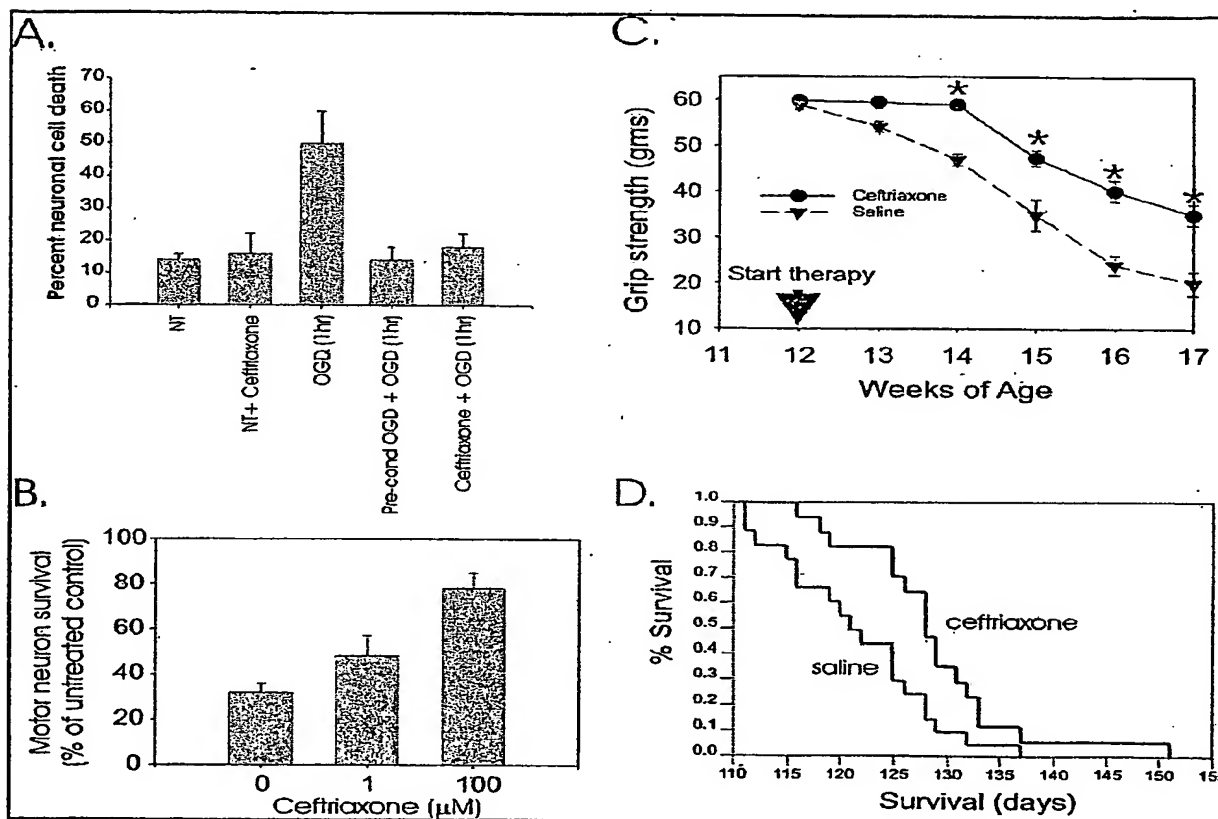 A.
Percent neuronal cell death
70
60
50
40
30
20
10
0
NT
NT+ Ceftriaxone
OGD (1hr)
Pre-cond OGD + OGD (1hr)
Ceftriaxone + OGD (1hr)
B.
Motor neuron survival
(% of untreated control)
100
80
60
40
20
0
0 1 100
Ceftriaxone (μM)
C.
Grip strength (gms)
60
50
40
30
20
10
Ceftriaxone
Saline
Start therapy
* * * *
11 12 13 14 15 16 17
Weeks of Age
D.
% Survival
1.0
0.9
0.8
0.7
0.6
0.5
0.4
0.3
0.2
0.1
0.0
ceftriaxone
saline
110 115 120 125 130 135 140 145 150 15
Survival (days)